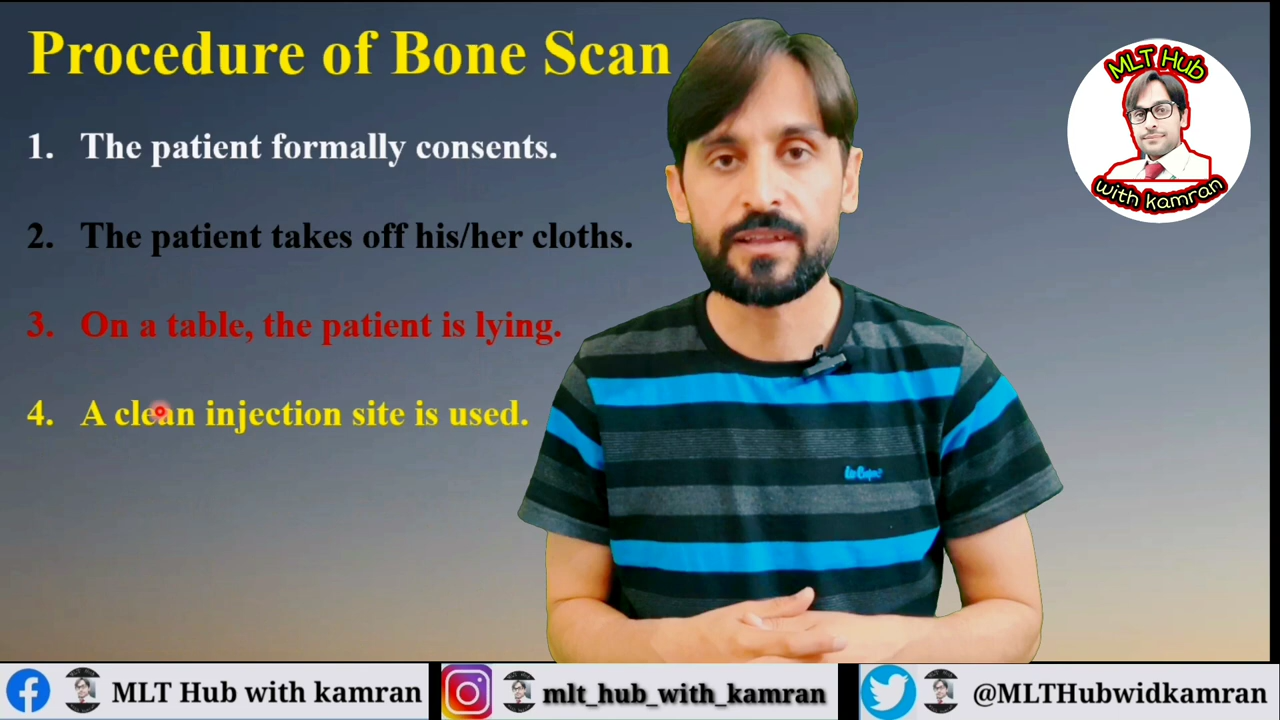 Procedure of Bone Scan
1. The patient formally consents.
2. The patient takes off his/her cloths.
3. On a table, the patient is lying.
4. A clean injection site is used.
MLT Hub
with kamran
Lee Cooper
MLT Hub with kamran
mlt_hub_with_kamran
@MLTHubwidkamran